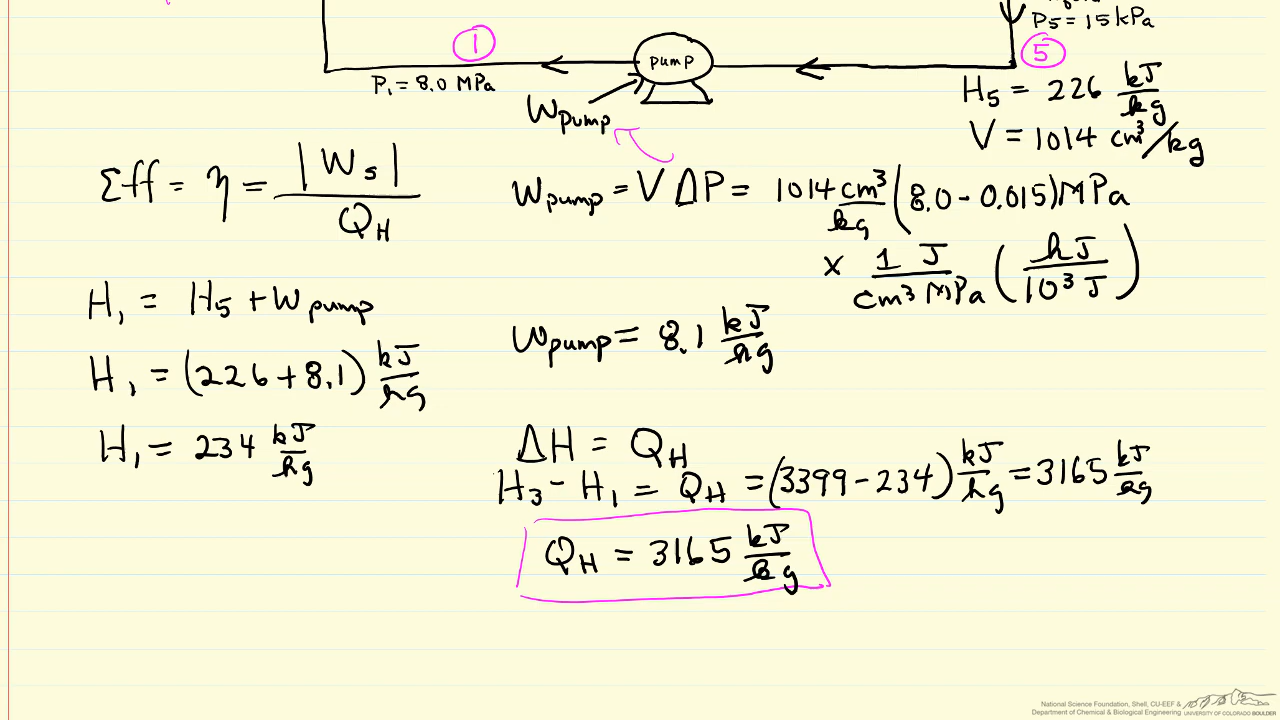 P5 = 15 kPa
1
5
pump
P1 = 8.0 MPa
Wpump
H5 = 226 kJ/kg
V = 1014 cm³/kg
Eff = η = |Ws| / QH
Wpump = V ΔP = 1014 cm³/kg (8.0 - 0.015) MPa
x 1 J / cm³ MPa (kJ / 10³ J)
H1 = H5 + Wpump
Wpump = 8.1 kJ/kg
H1 = (226 + 8.1) kJ/kg
H1 = 234 kJ/kg
ΔH = QH
H3 - H1 = QH = (3399 - 234) kJ/kg = 3165 kJ/kg
QH = 3165 kJ/kg
National Science Foundation, Shell, CU-EEF &
Department of Chemical & Biological Engineering
UNIVERSITY OF COLORADO BOULDER